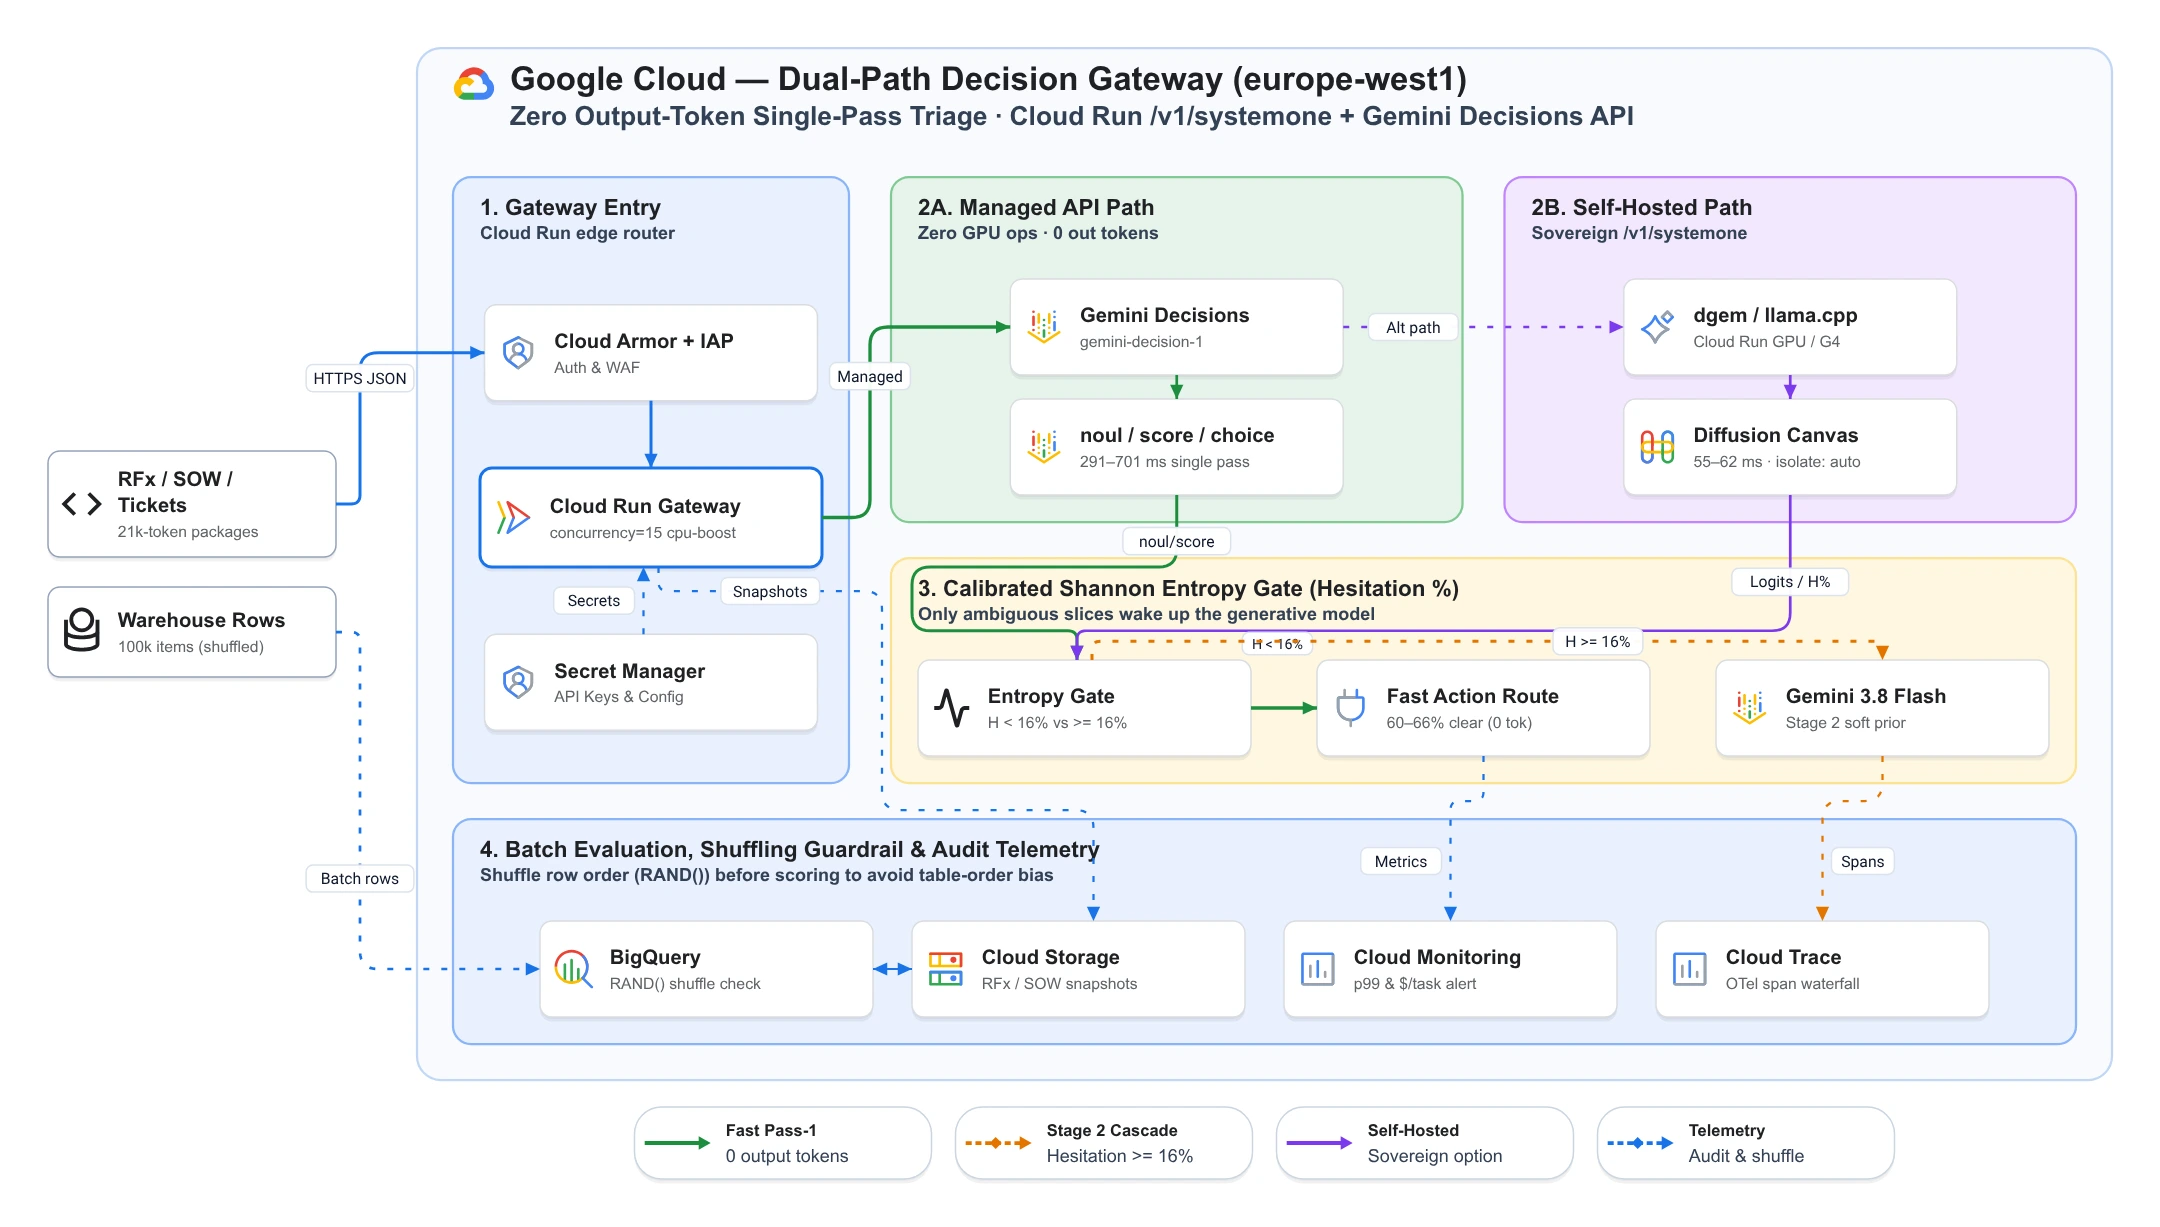 Google Cloud — Dual-Path Decision Gateway (europe-west1)
Zero Output-Token Single-Pass Triage · Cloud Run /v1/systemone + Gemini Decisions API
RFx / SOW /
Tickets
21k-token packages
Warehouse Rows
100k items (shuffled)
HTTPS JSON
Batch rows
1. Gateway Entry
Cloud Run edge router
Cloud Armor + IAP
Auth & WAF
Cloud Run Gateway
concurrency=15 cpu-boost
Secrets
Snapshots
Secret Manager
API Keys & Config
Managed
2A. Managed API Path
Zero GPU ops · 0 out tokens
Gemini Decisions
gemini-decision-1
noul / score / choice
291–701 ms single pass
noul/score
Alt path
2B. Self-Hosted Path
Sovereign /v1/systemone
dgem / llama.cpp
Cloud Run GPU / G4
Diffusion Canvas
55–62 ms · isolate: auto
Logits / H%
3. Calibrated Shannon Entropy Gate (Hesitation %)
Only ambiguous slices wake up the generative model
H < 16%
H >= 16%
Entropy Gate
H < 16% vs >= 16%
Fast Action Route
60–66% clear (0 tok)
Gemini 3.8 Flash
Stage 2 soft prior
4. Batch Evaluation, Shuffling Guardrail & Audit Telemetry
Shuffle row order (RAND()) before scoring to avoid table-order bias
Metrics
Spans
BigQuery
RAND() shuffle check
Cloud Storage
RFx / SOW snapshots
Cloud Monitoring
p99 & $/task alert
Cloud Trace
OTel span waterfall
Fast Pass-1
0 output tokens
Stage 2 Cascade
Hesitation >= 16%
Self-Hosted
Sovereign option
Telemetry
Audit & shuffle